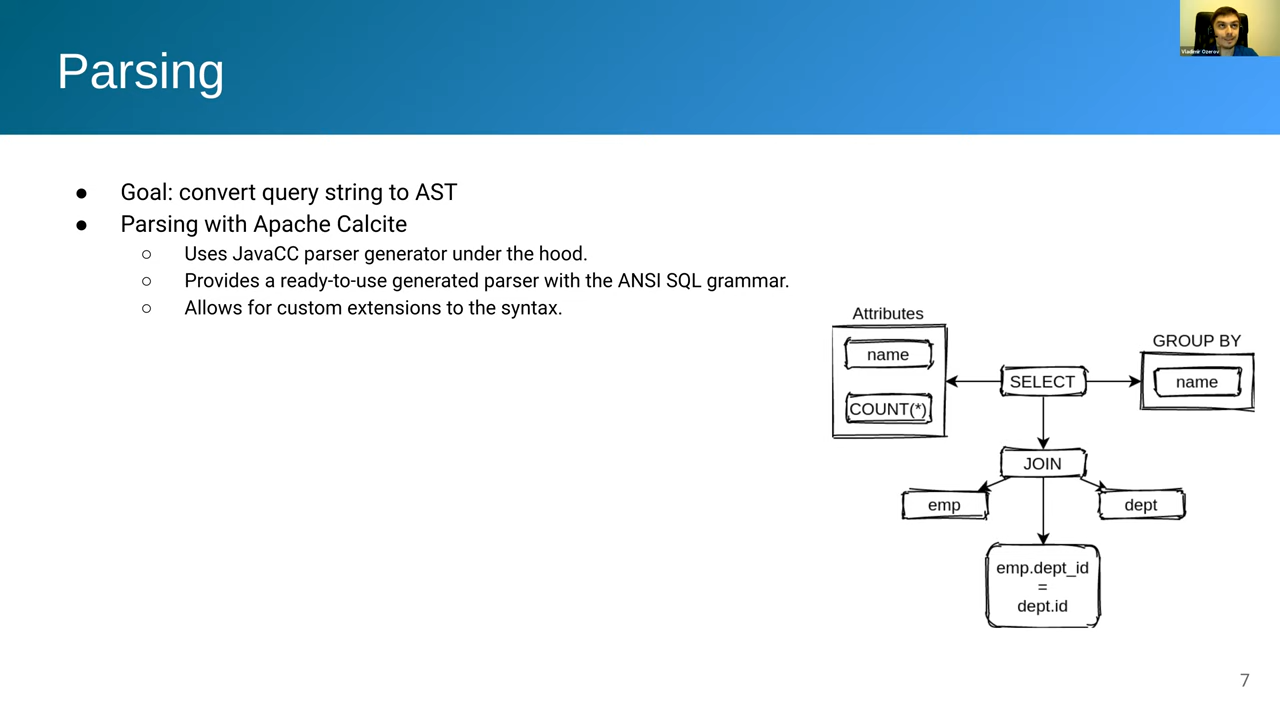 Parsing
Vladimir Ozerov
● Goal: convert query string to AST
● Parsing with Apache Calcite
○ Uses JavaCC parser generator under the hood.
○ Provides a ready-to-use generated parser with the ANSI SQL grammar.
○ Allows for custom extensions to the syntax.
Attributes
name
COUNT(*)
SELECT
GROUP BY
name
JOIN
emp
dept
emp.dept_id
=
dept.id
7